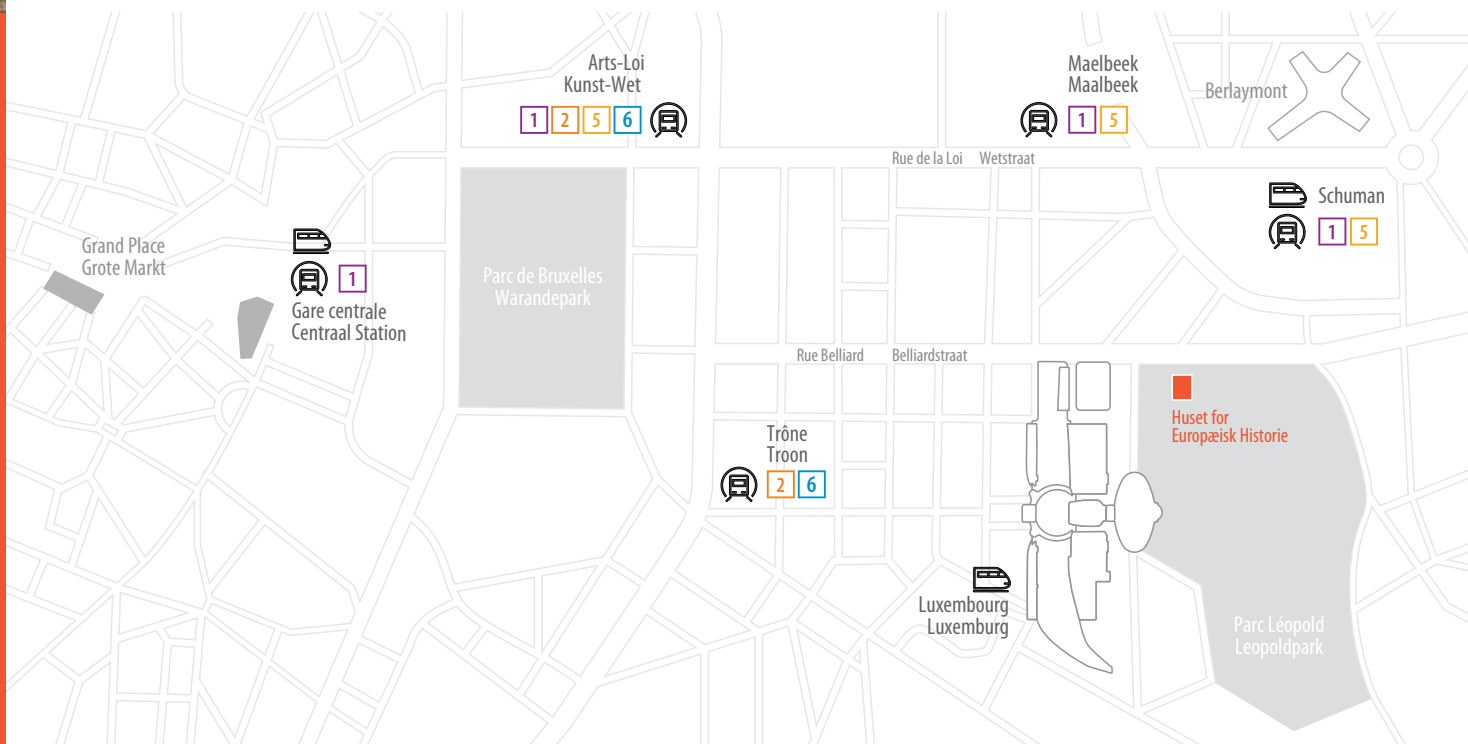 Arts-Loi
Kunst-Wet
1 2 5 6
Maelbeek
Maalbeek
1 5
Berlaymont
Rue de la Loi Wetstraat
Schuman
1 5
Grand Place
Grote Markt
1
Gare centrale
Centraal Station
Parc de Bruxelles
Warandepark
Rue Belliard Belliardstraat
Huset for
Europæisk Historie
Trône
Troon
2 6
Luxembourg
Luxemburg
Parc Léopold
Leopoldpark